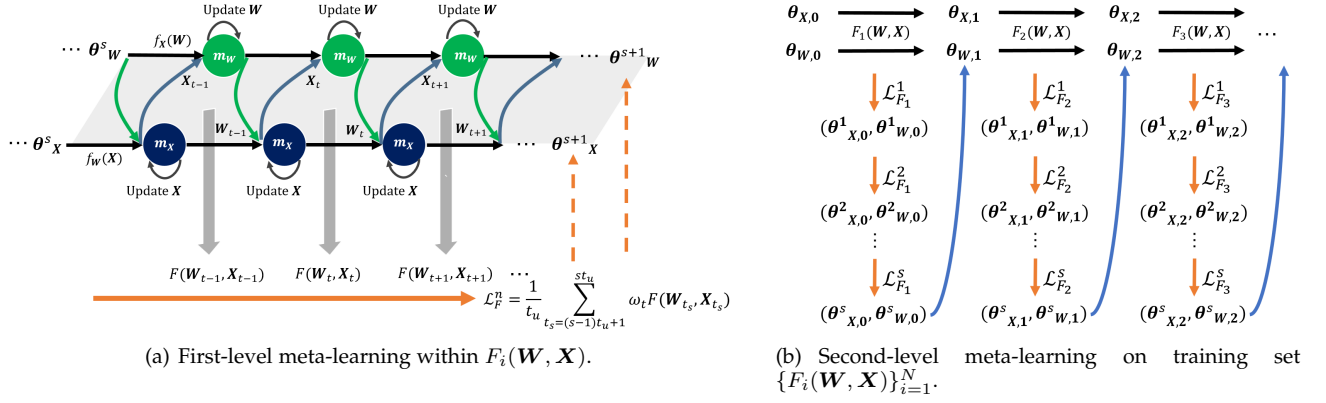 Update W Update W Update W
⋯ θ^s_W f_X(W) m_W m_W m_W ⋯ θ^{s+1}_W
X_{t−1} X_t X_{t+1}
W_{t−1} W_t W_{t+1}
⋯ θ^s_X f_W(X) m_X m_X m_X ⋯ θ^{s+1}_X
Update X Update X Update X
F(W_{t−1}, X_{t−1}) F(W_t, X_t) F(W_{t+1}, X_{t+1}) ⋯
ℒ^n_F = 1/t_u ∑_{t_s=(s−1)t_u+1}^{st_u} ω_t F(W_{t_s}, X_{t_s})
(a) First-level meta-learning within F_i(W, X).
θ_{X,0} θ_{X,1} θ_{X,2}
F_1(W, X) F_2(W, X) F_3(W, X) ⋯
θ_{W,0} θ_{W,1} θ_{W,2}
ℒ^1_{F_1} ℒ^1_{F_2} ℒ^1_{F_3}
(θ^1_{X,0}, θ^1_{W,0}) (θ^1_{X,1}, θ^1_{W,1}) (θ^1_{X,2}, θ^1_{W,2})
ℒ^2_{F_1} ℒ^2_{F_2} ℒ^2_{F_3}
(θ^2_{X,0}, θ^2_{W,0}) (θ^2_{X,1}, θ^2_{W,1}) (θ^2_{X,2}, θ^2_{W,2})
⋮ ⋮ ⋮
ℒ^s_{F_1} ℒ^s_{F_2} ℒ^s_{F_3}
(θ^s_{X,0}, θ^s_{W,0}) (θ^s_{X,1}, θ^s_{W,1}) (θ^s_{X,2}, θ^s_{W,2})
(b) Second-level meta-learning on training set
{F_i(W, X)}^N_{i=1}.